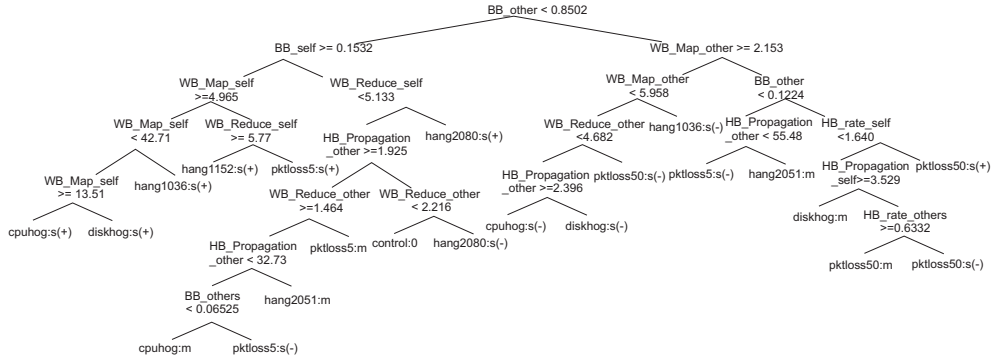 BB_other < 0.8502
BB_self >= 0.1532
WB_Map_other >= 2.153
WB_Map_self
>=4.965
WB_Reduce_self
<5.133
WB_Map_other
< 5.958
BB_other
< 0.1224
WB_Map_self
< 42.71
WB_Reduce_self
>= 5.77
HB_Propagation
_other >=1.925
hang2080:s(+)
WB_Reduce_other
<4.682
hang1036:s(-)
HB_Propagation
_other < 55.48
HB_rate_self
<1.640
WB_Map_self
>= 13.51
hang1036:s(+)
hang1152:s(+)
pktloss5:s(+)
WB_Reduce_other
>=1.464
WB_Reduce_other
< 2.216
HB_Propagation
_other >=2.396
pktloss50:s(-)
pktloss5:s(-)
hang2051:m
HB_Propagation
_self>=3.529
pktloss50:s(+)
cpuhog:s(+)
diskhog:s(+)
HB_Propagation
_other < 32.73
pktloss5:m
control:0
hang2080:s(-)
cpuhog:s(-)
diskhog:s(-)
diskhog:m
HB_rate_others
>=0.6332
BB_others
< 0.06525
hang2051:m
pktloss50:m
pktloss50:s(-)
cpuhog:m
pktloss5:s(-)